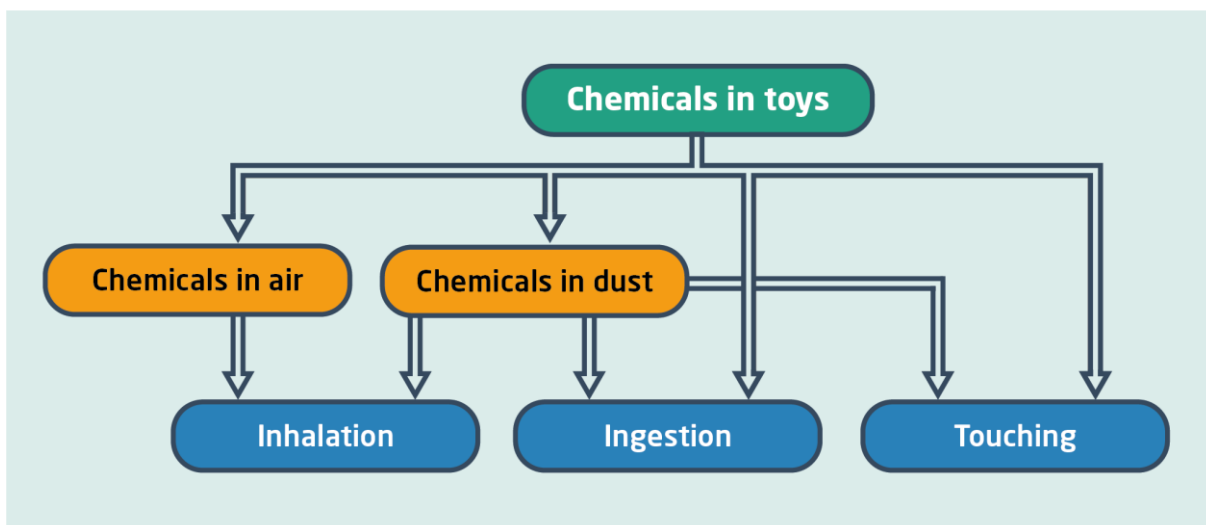 Chemicals in toys
Chemicals in air
Chemicals in dust
Inhalation
Ingestion
Touching